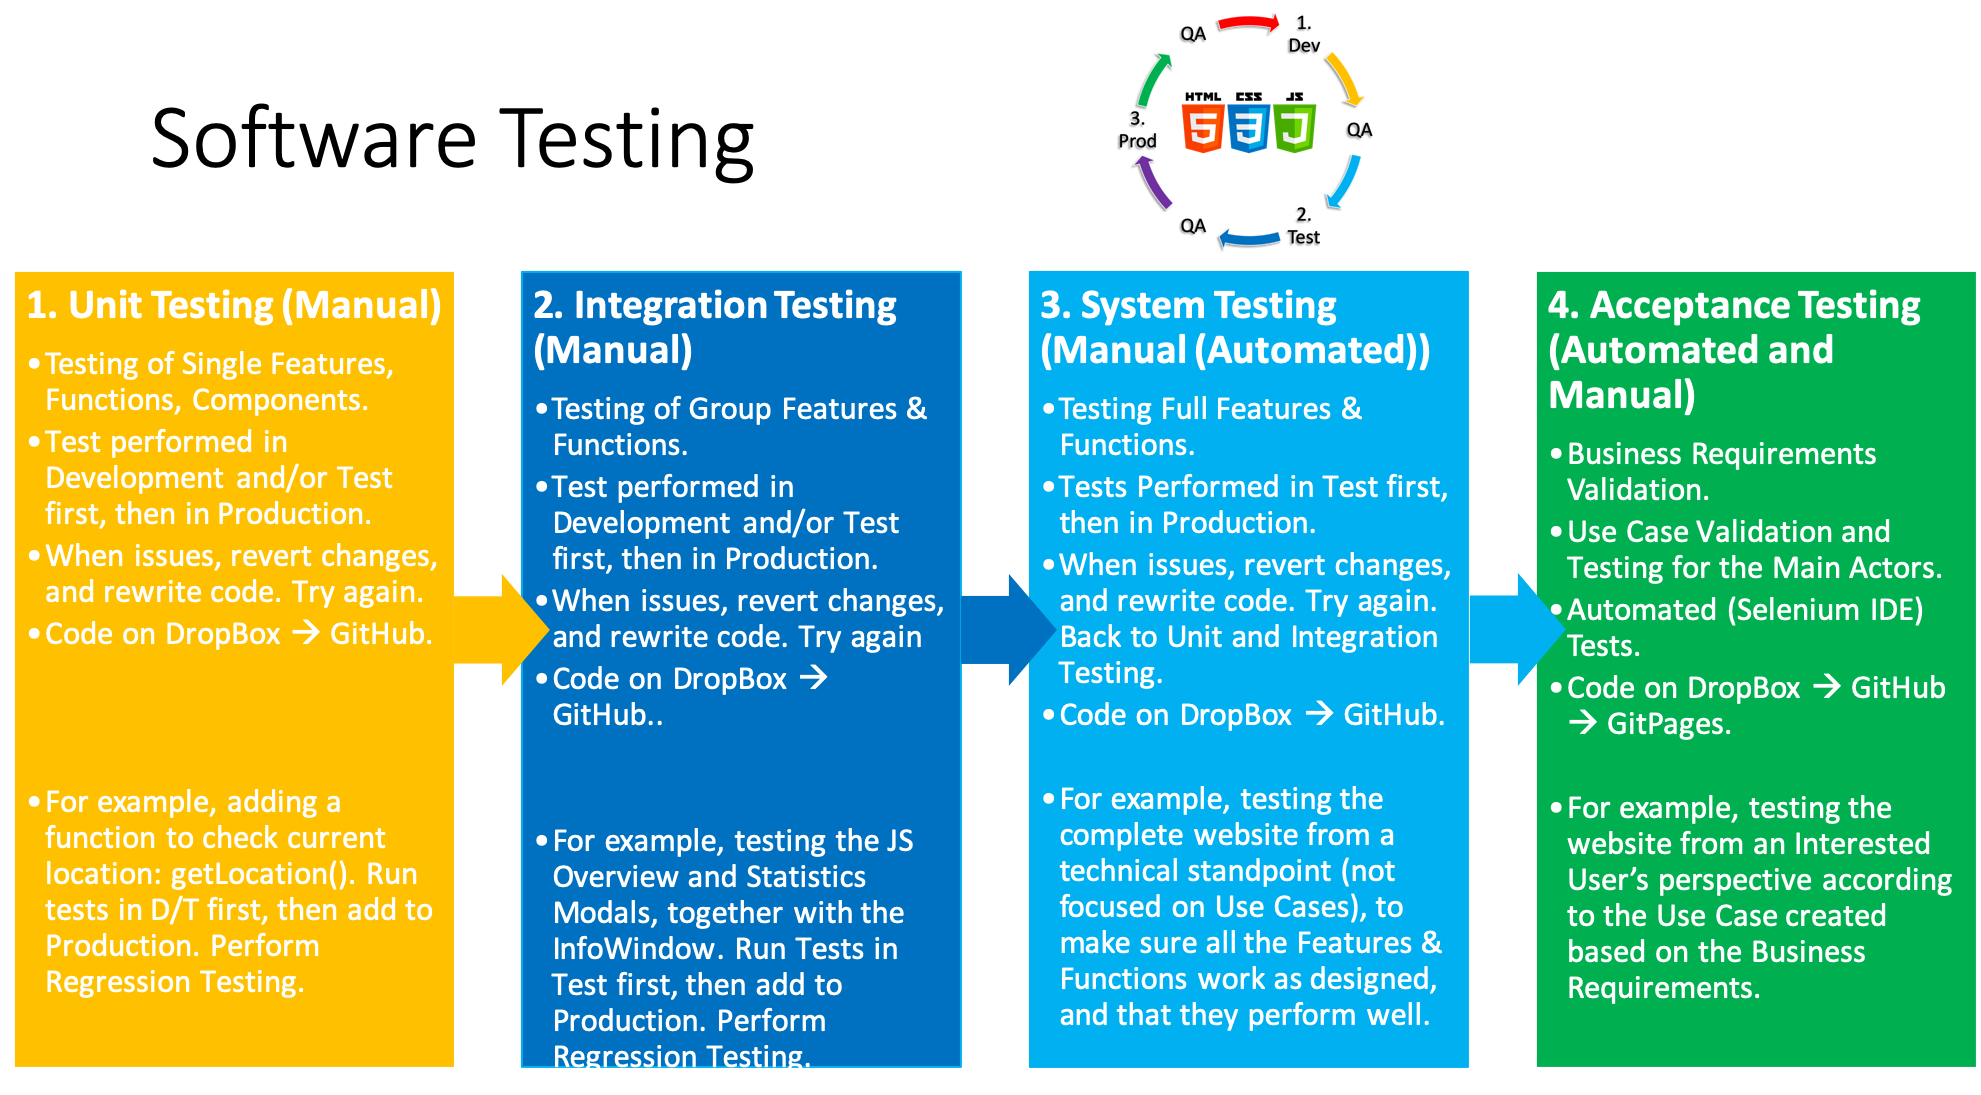 Software Testing
QA
1.
Dev
QA
2.
Test
QA
3.
Prod
HTML CSS JS
1. Unit Testing (Manual)
•Testing of Single Features,
Functions, Components.
•Test performed in
Development and/or Test
first, then in Production.
•When issues, revert changes,
and rewrite code. Try again.
•Code on DropBox → GitHub.
•For example, adding a
function to check current
location: getLocation(). Run
tests in D/T first, then add to
Production. Perform
Regression Testing.
2. Integration Testing
(Manual)
•Testing of Group Features &
Functions.
•Test performed in
Development and/or Test
first, then in Production.
•When issues, revert changes,
and rewrite code. Try again
•Code on DropBox →
GitHub..
•For example, testing the JS
Overview and Statistics
Modals, together with the
InfoWindow. Run Tests in
Test first, then add to
Production. Perform
Regression Testing.
3. System Testing
(Manual (Automated))
•Testing Full Features &
Functions.
•Tests Performed in Test first,
then in Production.
•When issues, revert changes,
and rewrite code. Try again.
Back to Unit and Integration
Testing.
•Code on DropBox → GitHub.
•For example, testing the
complete website from a
technical standpoint (not
focused on Use Cases), to
make sure all the Features &
Functions work as designed,
and that they perform well.
4. Acceptance Testing
(Automated and
Manual)
•Business Requirements
Validation.
•Use Case Validation and
Testing for the Main Actors.
•Automated (Selenium IDE)
Tests.
•Code on DropBox → GitHub
→ GitPages.
•For example, testing the
website from an Interested
User’s perspective according
to the Use Case created
based on the Business
Requirements.